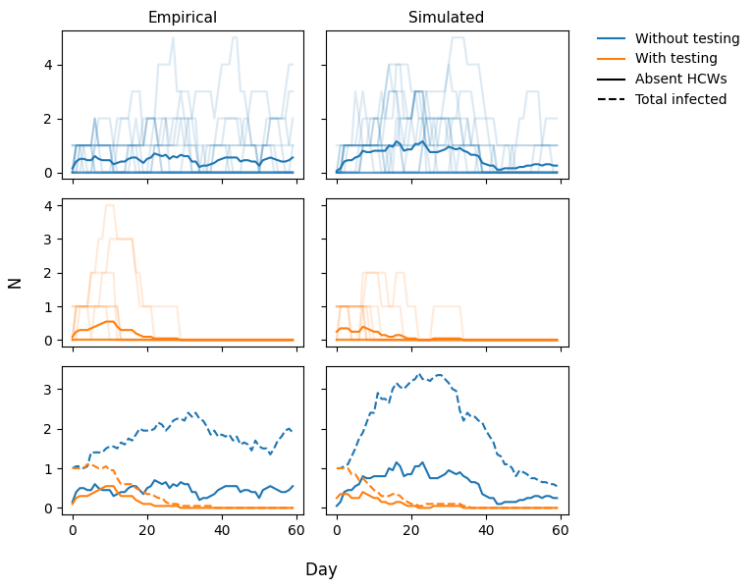 Empirical
Simulated
Without testing
With testing
Absent HCWs
Total infected
4
2
0
4
3
2
1
0
N
3
2
1
0
0 20 40 60
0 20 40 60
Day